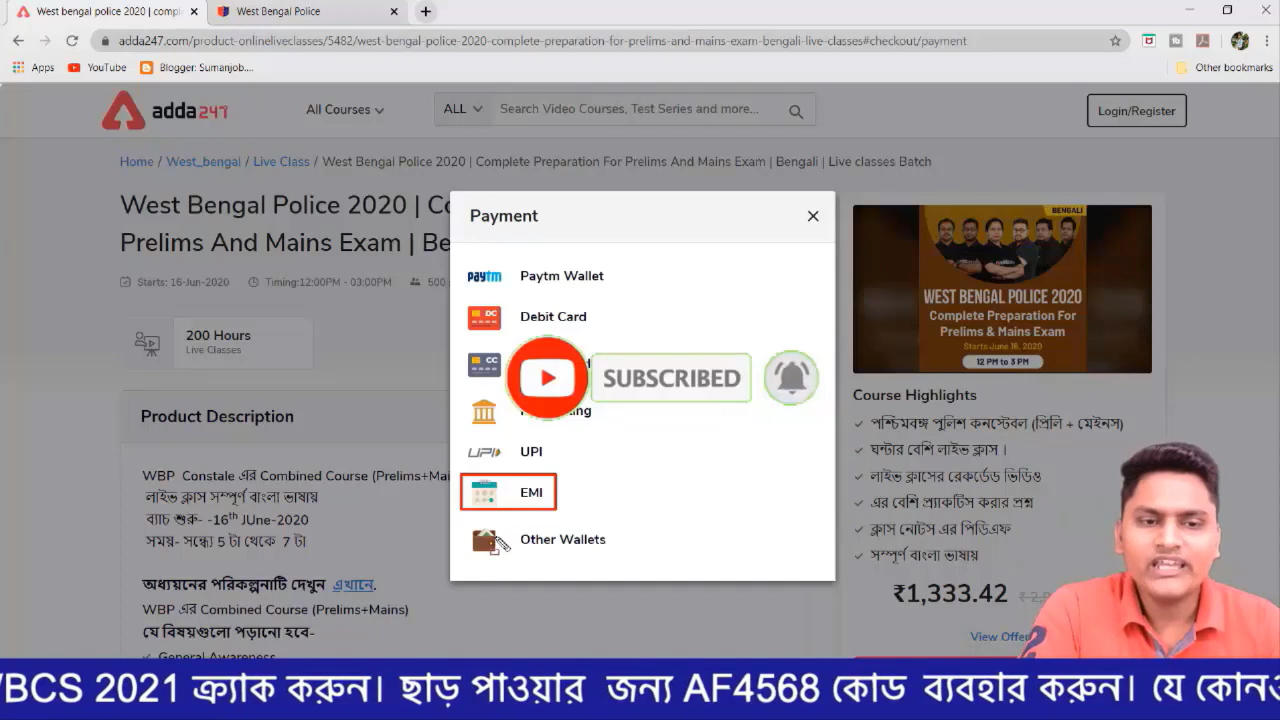 West Bengal Police 2020 | compl
West Bengal Police
adda247.com/product-onlineliveclasses/5482/west-bengal-police-2020-complete-preparation-for-prelims-and-mains-exam-bengali-live-classes#checkout/payment
Apps
YouTube
Blogger: Sumanjob....
Other bookmarks
adda247
All Courses
ALL
Search Video Courses, Test Series and more...
Login/Register
Home / West_bengal / Live Class / West Bengal Police 2020 | Complete Preparation For Prelims And Mains Exam | Bengali | Live classes Batch
West Bengal Police 2020 | Co
Prelims And Mains Exam | Be
Starts: 16-Jun-2020
Timing:12:00PM - 03:00PM
500
200 Hours
Live Classes
Product Description
WBP Constale এর Combined Course (Prelims+Mai
লাইভ ক্লাস সম্পূর্ণ বাংলা ভাষায়
ব্যাচ শুরু- -16th JUne-2020
সময়- সন্ধ্যে 5 টা থেকে 7 টা
অধ্যয়নের পরিকল্পনাটি দেখুন এখানে.
WBP এর Combined Course (Prelims+Mains)
যে বিষয়গুলো পড়ানো হবে-
General Awareness
Payment
paytm Paytm Wallet
DC Debit Card
CC
SUBSCRIBED
UPI UPI
EMI
Other Wallets
BENGALI
WEST BENGAL POLICE 2020
Complete Preparation For
Prelims & Mains Exam
Starts June 16, 2020
12 PM to 3 PM
Course Highlights
পশ্চিমবঙ্গ পুলিশ কনস্টেবল (প্রিলি + মেইনস)
ঘন্টার বেশি লাইভ ক্লাস ।
লাইভ ক্লাসের রেকর্ডেড ভিডিও
এর বেশি প্র্যাকটিস করার প্রশ্ন
ক্লাস নোটস এর পিডিএফ
সম্পূর্ণ বাংলা ভাষায়
₹1,333.42
View Offer
WBCS 2021 ক্র্যাক করুন। ছাড় পাওয়ার জন্য AF4568 কোড ব্যবহার করুন। যে কোনও